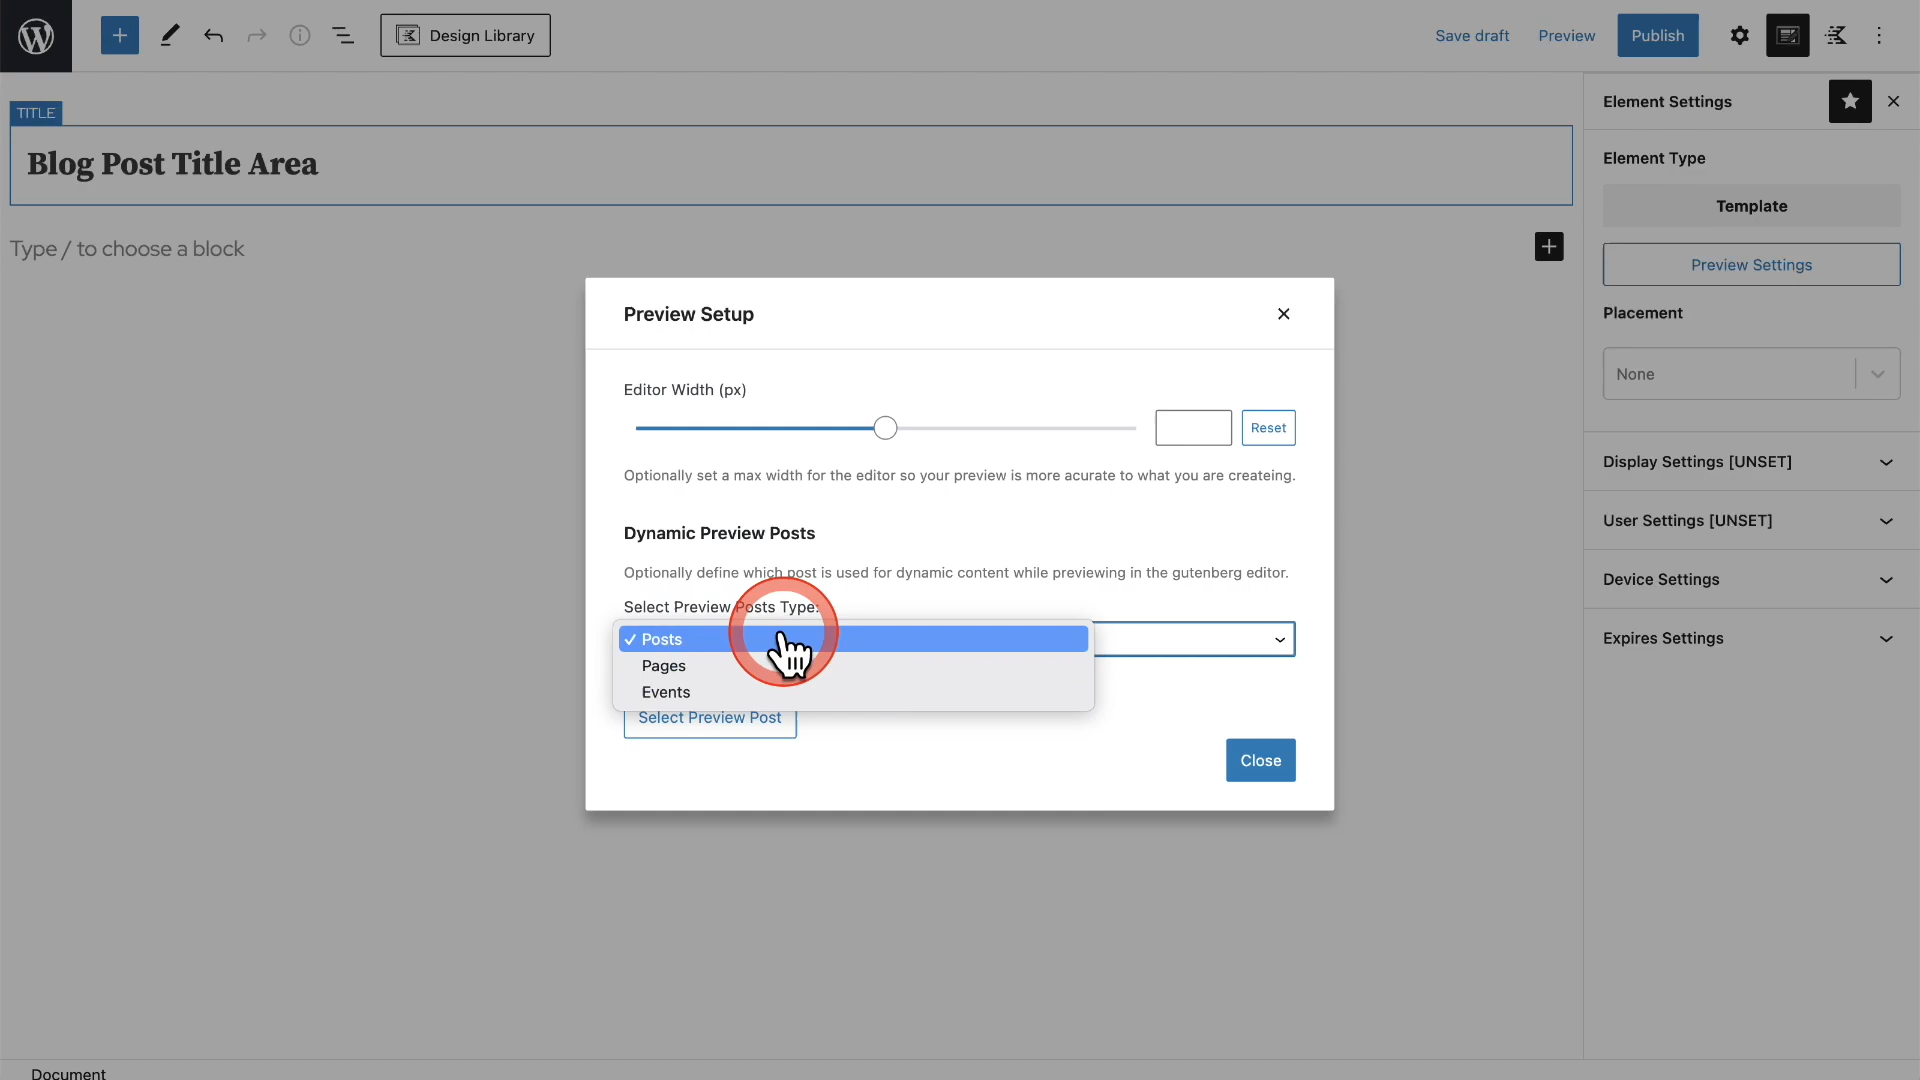 Design Library
Save draft
Preview
Publish
TITLE
Blog Post Title Area
Type / to choose a block
Element Settings
Element Type
Template
Preview Settings
Placement
None
Display Settings [UNSET]
User Settings [UNSET]
Device Settings
Expires Settings
Preview Setup
Editor Width (px)
Reset
Optionally set a max width for the editor so your preview is more acurate to what you are createing.
Dynamic Preview Posts
Optionally define which post is used for dynamic content while previewing in the gutenberg editor.
Select Preview Posts Type:
Posts
Pages
Events
Select Preview Post
Close
Document